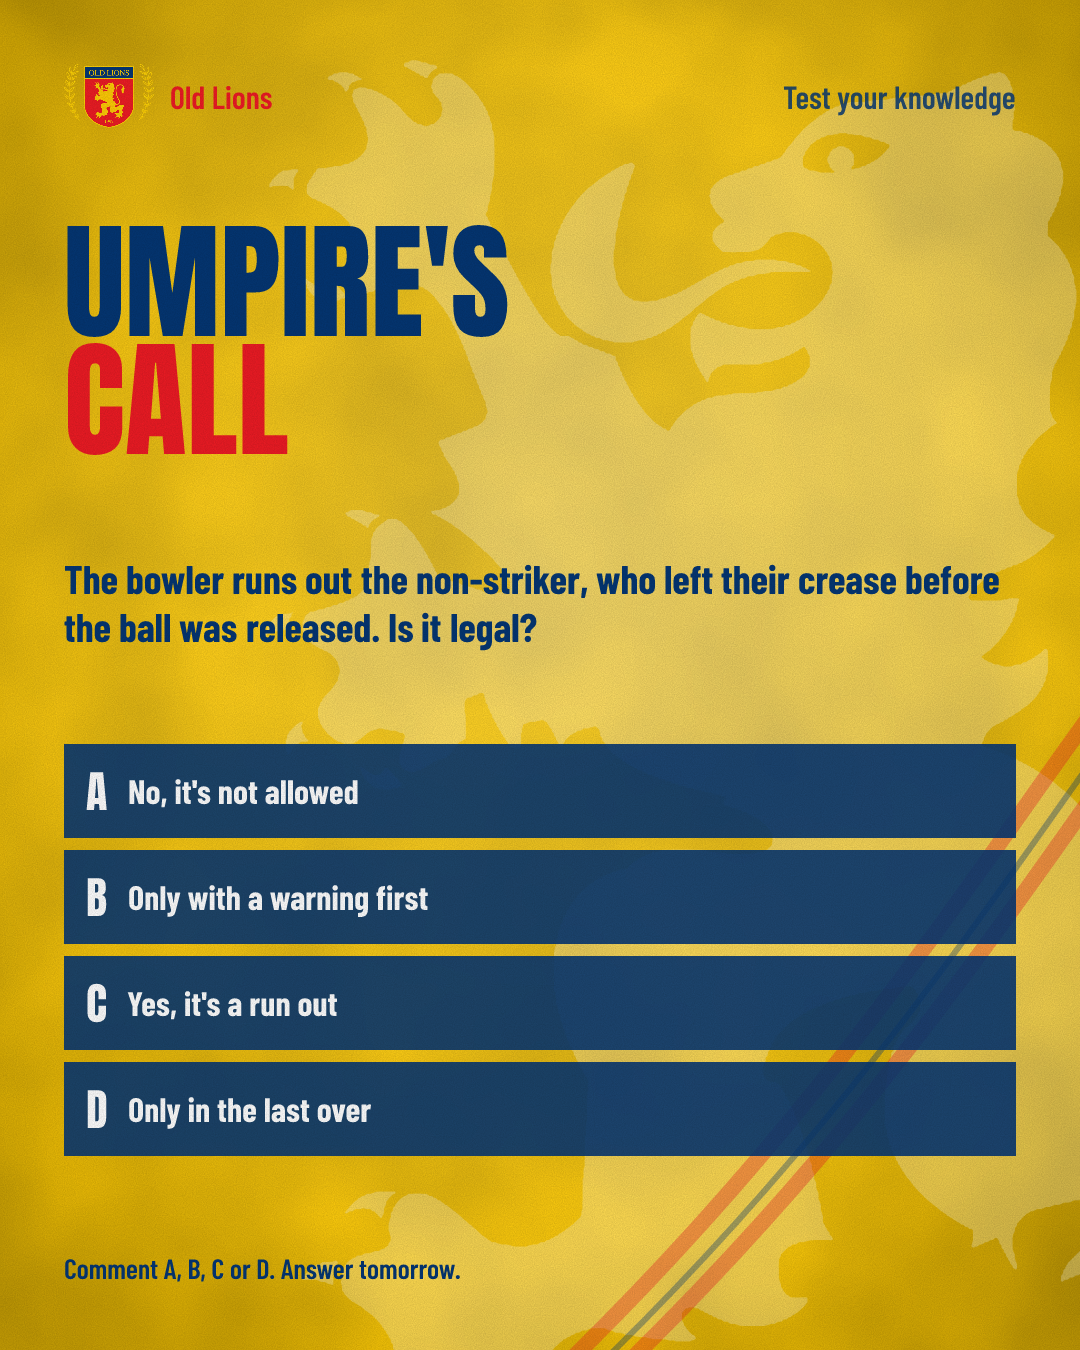 OLD LIONS
Old Lions
Test your knowledge
UMPIRE'S
CALL
The bowler runs out the non-striker, who left their crease before
the ball was released. Is it legal?
A No, it's not allowed
B Only with a warning first
C Yes, it's a run out
D Only in the last over
Comment A, B, C or D. Answer tomorrow.